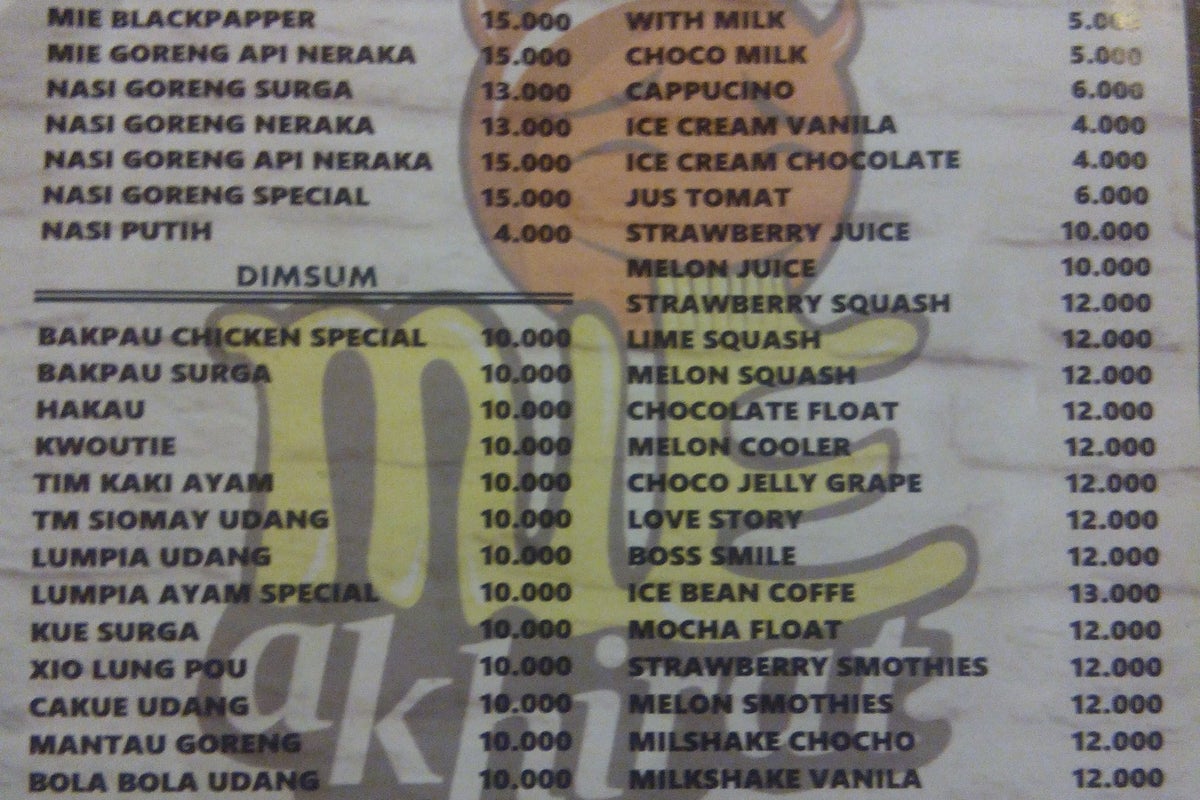 MIE BLACKPAPPER 15.000
MIE GORENG API NERAKA 15.000
NASI GORENG SURGA 13.000
NASI GORENG NERAKA 13.000
NASI GORENG API NERAKA 15.000
NASI GORENG SPECIAL 15.000
NASI PUTIH 4.000
DIMSUM
BAKPAU CHICKEN SPECIAL 10.000
BAKPAU SURGA 10.000
HAKAU 10.000
KWOUTIE 10.000
TIM KAKI AYAM 10.000
TM SIOMAY UDANG 10.000
LUMPIA UDANG 10.000
LUMPIA AYAM SPECIAL 10.000
KUE SURGA 10.000
XIO LUNG POU 10.000
CAKUE UDANG 10.000
MANTAU GORENG 10.000
BOLA BOLA UDANG 10.000
WITH MILK 5.000
CHOCO MILK 5.000
CAPPUCINO 6.000
ICE CREAM VANILA 4.000
ICE CREAM CHOCOLATE 4.000
JUS TOMAT 6.000
STRAWBERRY JUICE 10.000
MELON JUICE 10.000
STRAWBERRY SQUASH 12.000
LIME SQUASH 12.000
MELON SQUASH 12.000
CHOCOLATE FLOAT 12.000
MELON COOLER 12.000
CHOCO JELLY GRAPE 12.000
LOVE STORY 12.000
BOSS SMILE 12.000
ICE BEAN COFFE 13.000
MOCHA FLOAT 12.000
STRAWBERRY SMOTHIES 12.000
MELON SMOTHIES 12.000
MILSHAKE CHOCHO 12.000
MILKSHAKE VANILA 12.000
MIE
akhirat